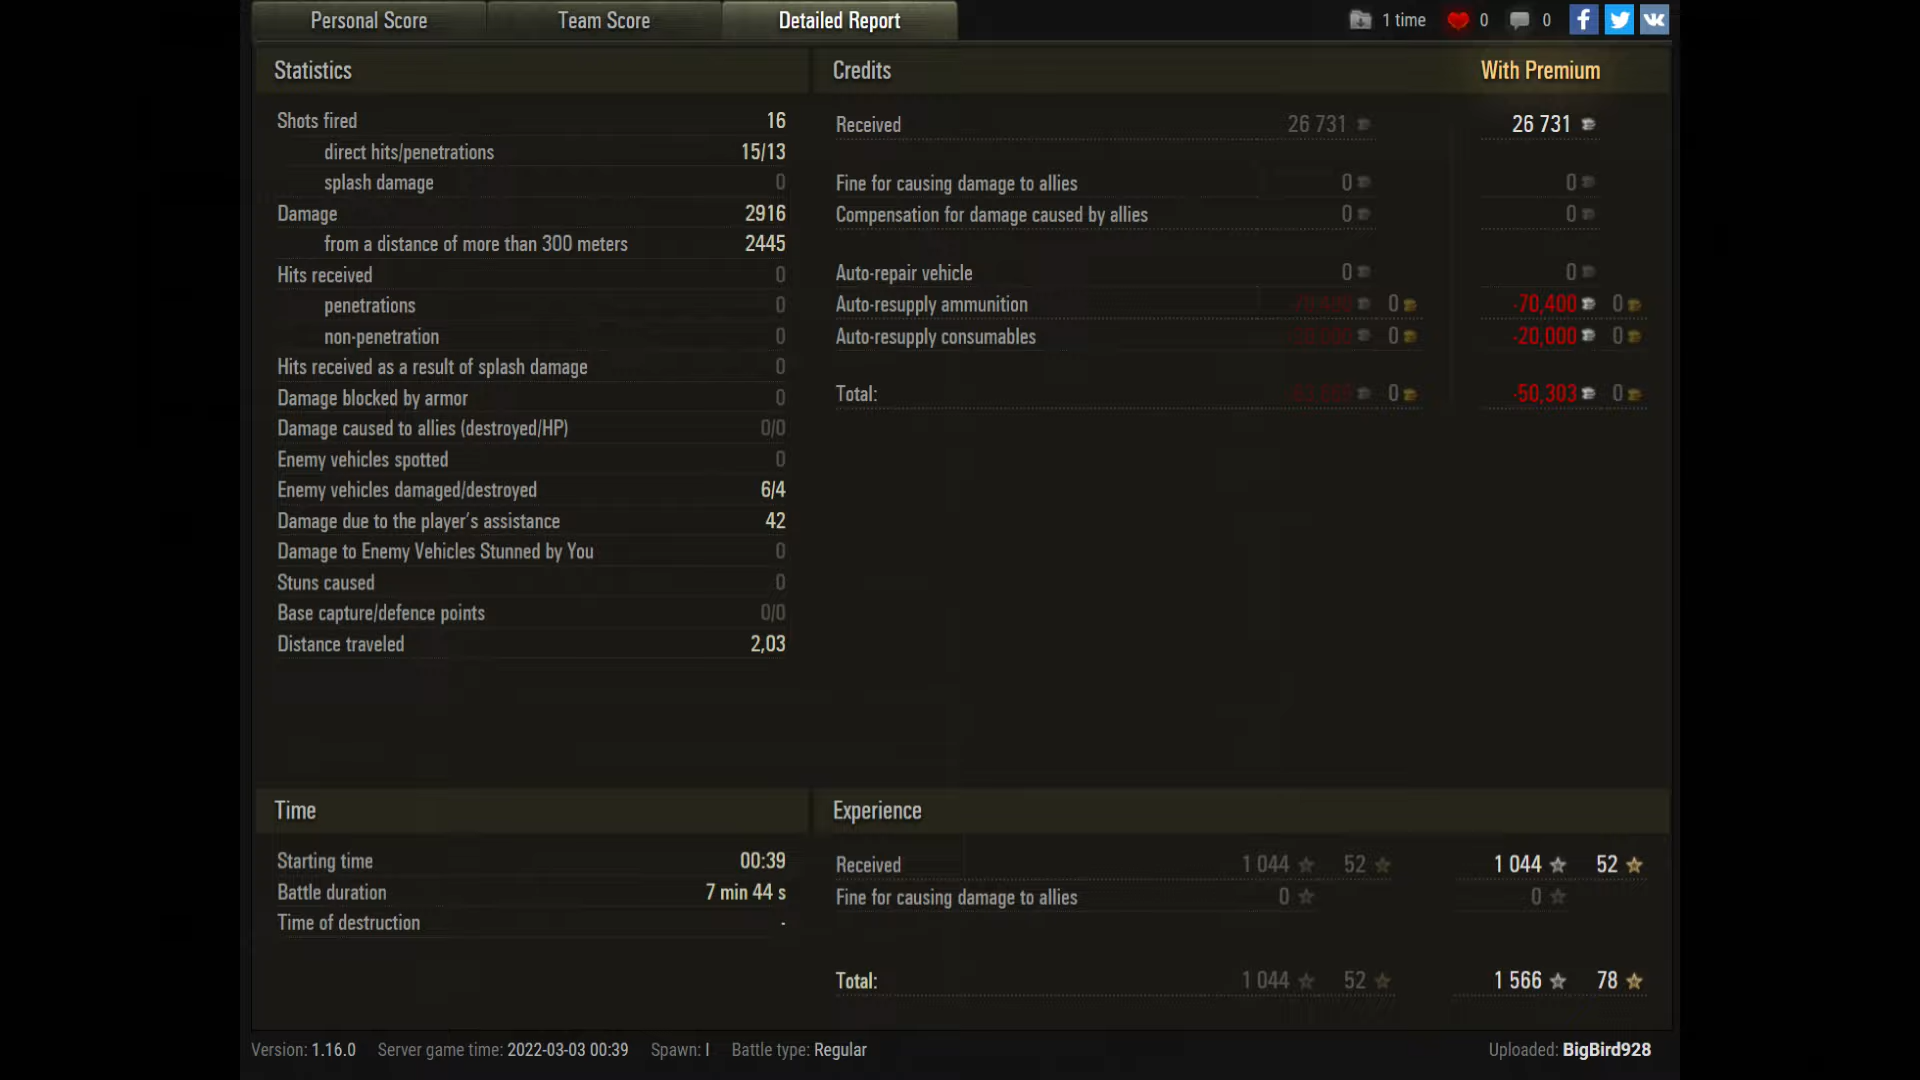 Personal Score Team Score Detailed Report 1 time 0 0
Statistics
Shots fired 16
direct hits/penetrations 15/13
splash damage 0
Damage 2916
from a distance of more than 300 meters 2445
Hits received 0
penetrations 0
non-penetration 0
Hits received as a result of splash damage 0
Damage blocked by armor 0
Damage caused to allies (destroyed/HP) 0/0
Enemy vehicles spotted 0
Enemy vehicles damaged/destroyed 6/4
Damage due to the player's assistance 42
Damage to Enemy Vehicles Stunned by You 0
Stuns caused 0
Base capture/defence points 0/0
Distance traveled 2,03
Credits With Premium
Received 26 731 26 731
Fine for causing damage to allies 0 0
Compensation for damage caused by allies 0 0
Auto-repair vehicle 0 0
Auto-resupply ammunition -70,400 0 -70,400 0
Auto-resupply consumables -20,000 0 -20,000 0
Total: 0 -50,303 0
Time
Starting time 00:39
Battle duration 7 min 44 s
Time of destruction -
Experience
Received 1 044 52 1 044 52
Fine for causing damage to allies 0 0
Total: 1 044 52 1 566 78
Version: 1.16.0 Server game time: 2022-03-03 00:39 Spawn: I Battle type: Regular Uploaded: BigBird928